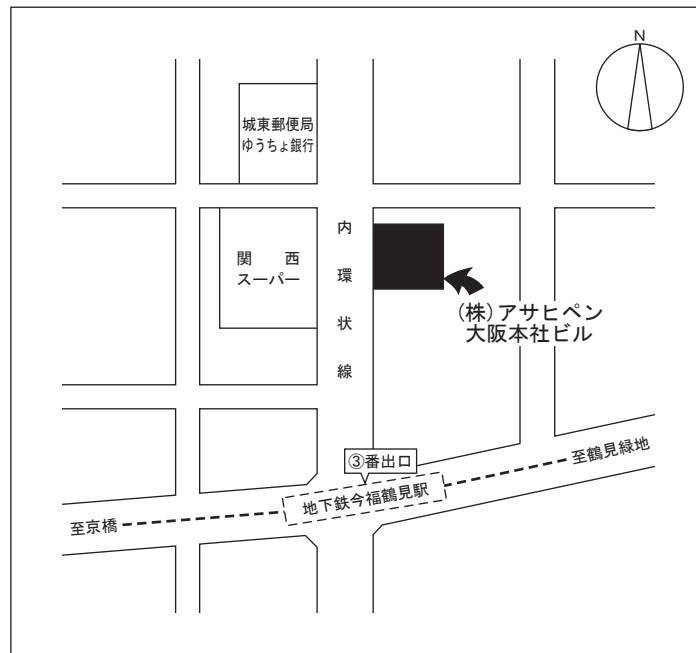 N
城東郵便局
ゆうちょ銀行
関　西
スーパー
内環状線
(株)アサヒペン
大阪本社ビル
③番出口
至鶴見緑地
地下鉄今福鶴見駅
至京橋